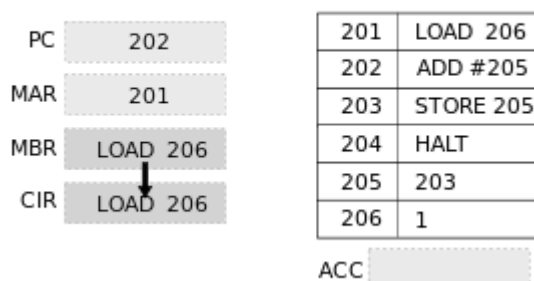 PC 202
MAR 201
MBR LOAD 206
CIR LOAD 206
201 LOAD 206
202 ADD #205
203 STORE 205
204 HALT
205 203
206 1
ACC